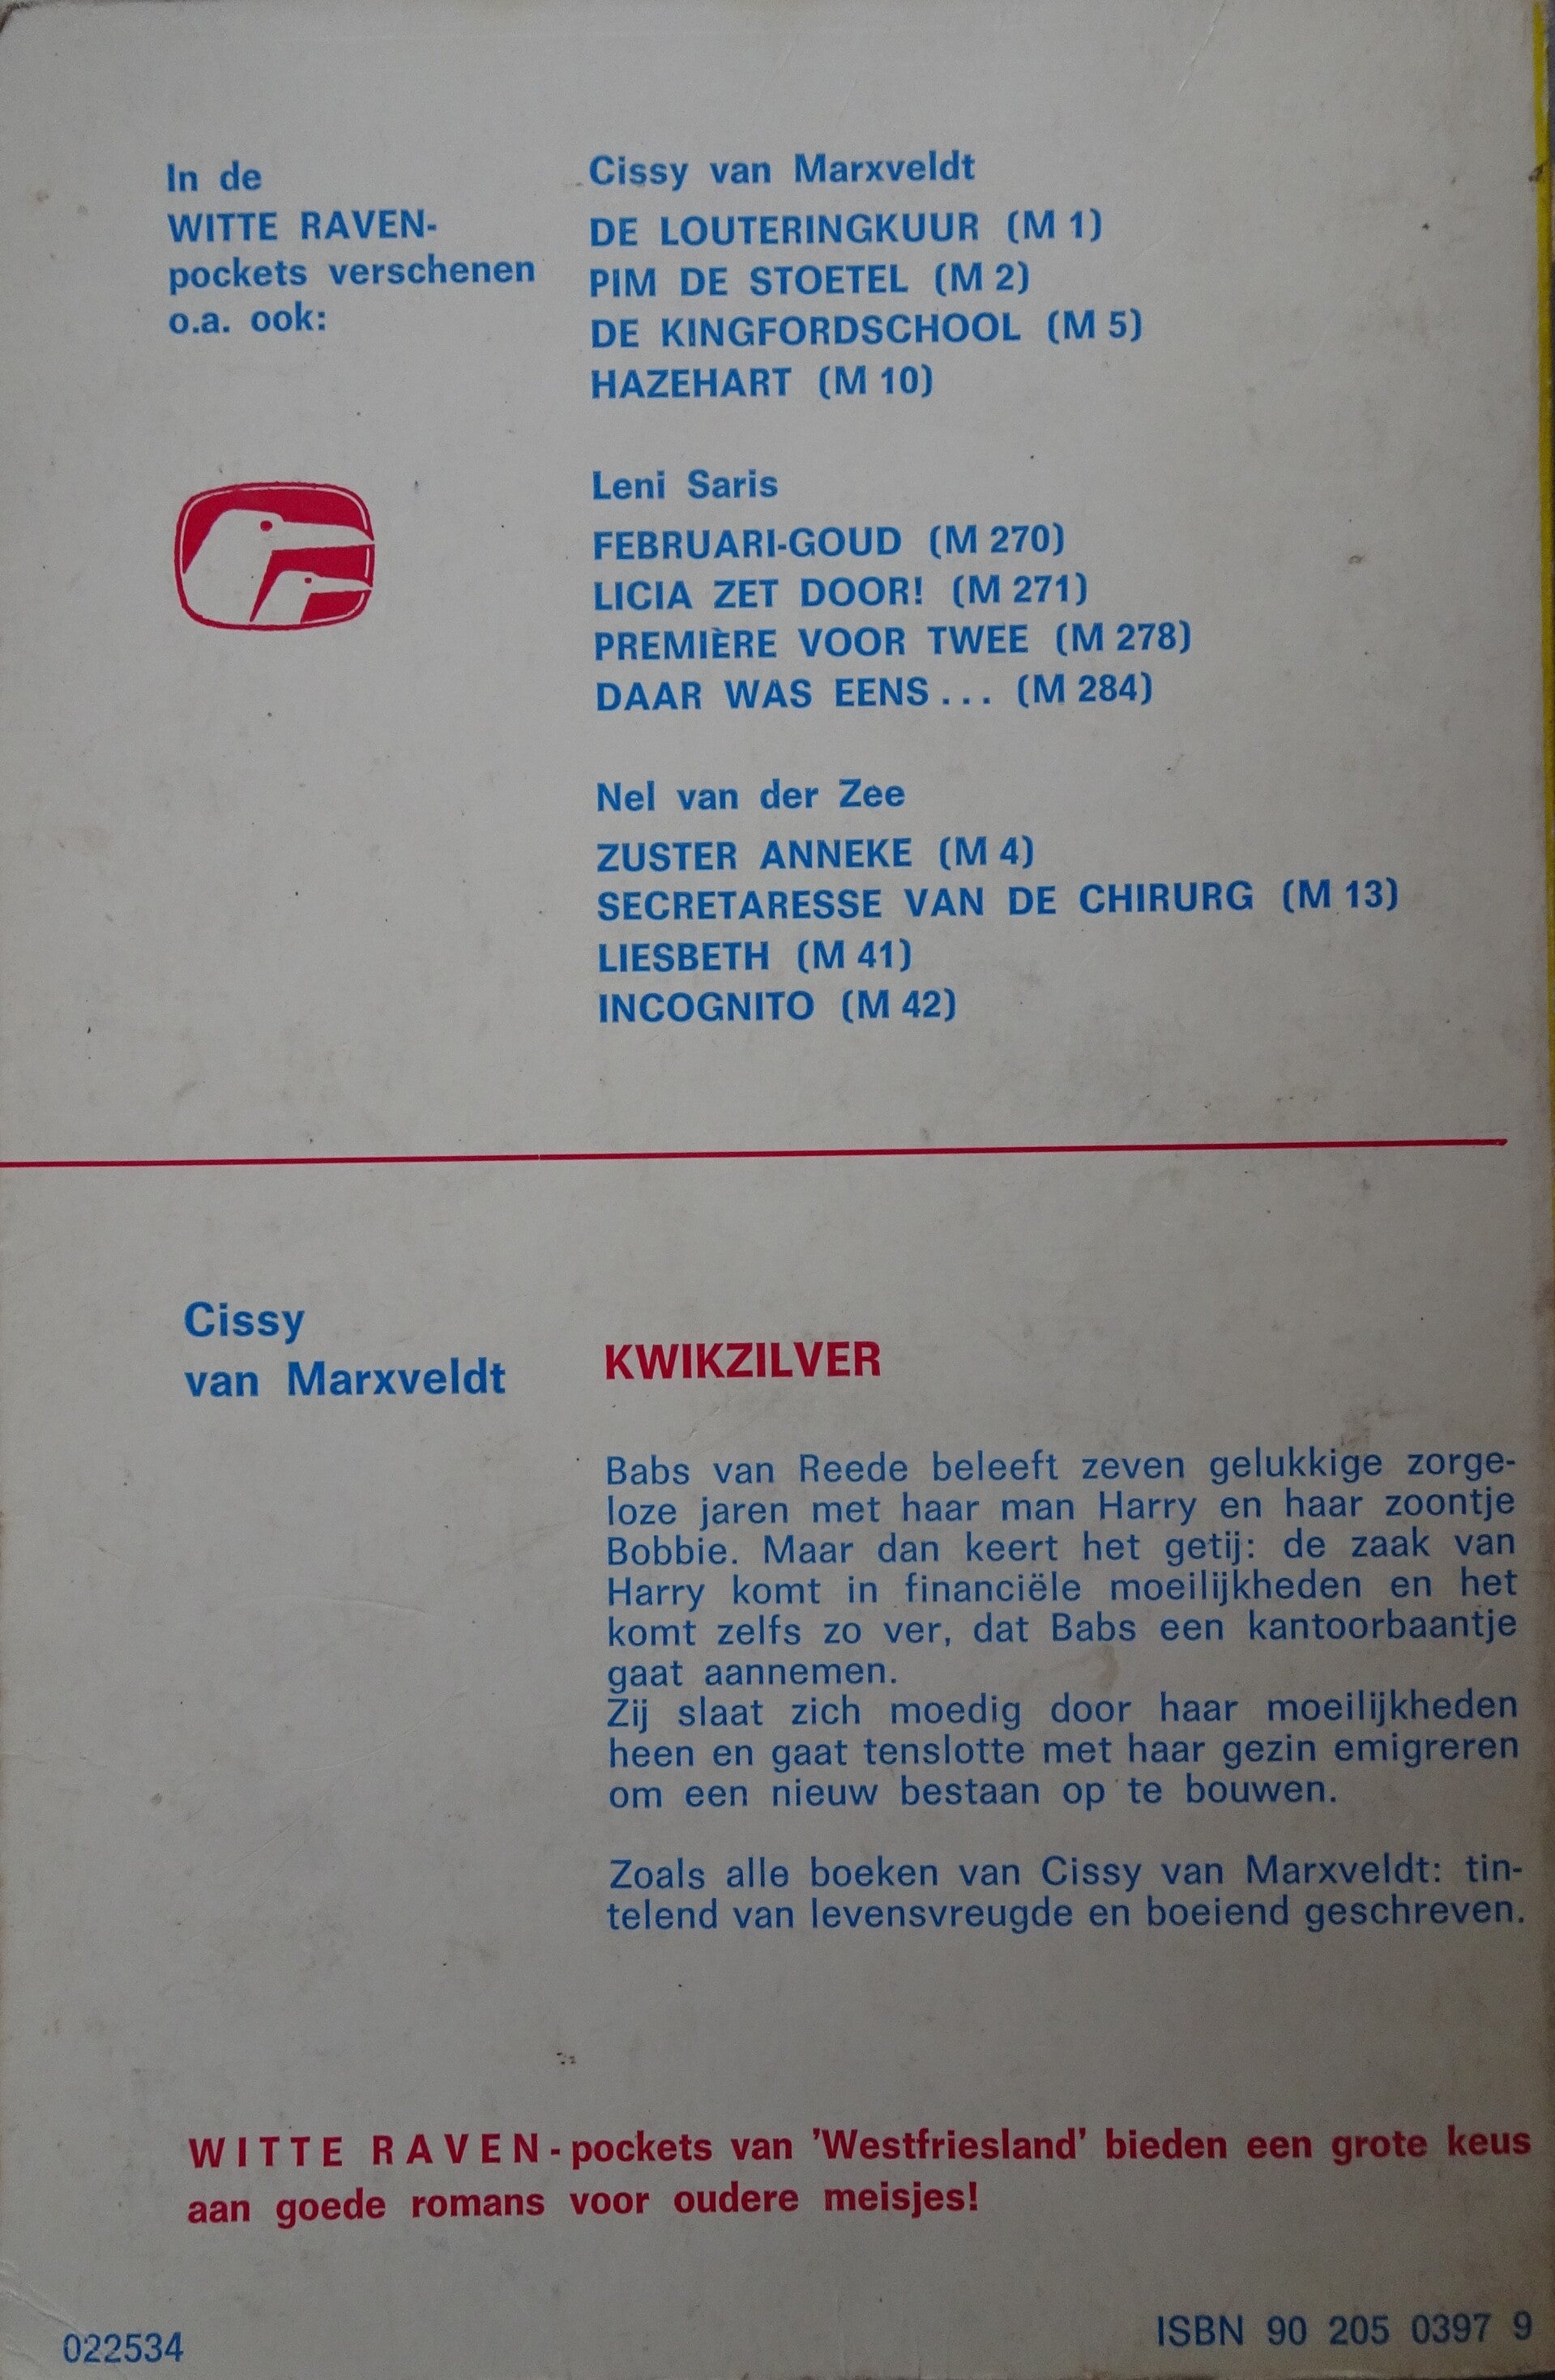 In de
WITTE RAVEN-
pockets verschenen
o.a. ook:
Cissy van Marxveldt
DE LOUTERINGKUUR (M 1)
PIM DE STOETEL (M 2)
DE KINGFORDSCHOOL (M 5)
HAZEHART (M 10)
Leni Saris
FEBRUARI-GOUD (M 270)
LICIA ZET DOOR! (M 271)
PREMIÈRE VOOR TWEE (M 278)
DAAR WAS EENS... (M 284)
Nel van der Zee
ZUSTER ANNEKE (M 4)
SECRETARESSE VAN DE CHIRURG (M 13)
LIESBETH (M 41)
INCOGNITO (M 42)
Cissy
van Marxveldt
KWIKZILVER
Babs van Reede beleeft zeven gelukkige zorge-
loze jaren met haar man Harry en haar zoontje
Bobbie. Maar dan keert het getij: de zaak van
Harry komt in financiële moeilijkheden en het
komt zelfs zo ver, dat Babs een kantoorbaantje
gaat aannemen.
Zij slaat zich moedig door haar moeilijkheden
heen en gaat tenslotte met haar gezin emigreren
om een nieuw bestaan op te bouwen.
Zoals alle boeken van Cissy van Marxveldt: tin-
telend van levensvreugde en boeiend geschreven.
WITTE RAVEN-pockets van 'Westfriesland' bieden een grote keus
aan goede romans voor oudere meisjes!
022534
ISBN 90 205 0397 9